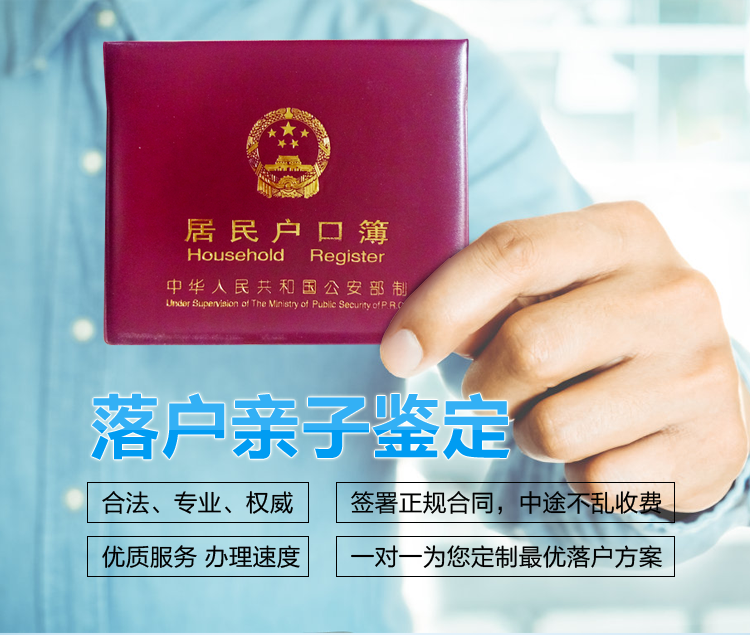 居民户口簿
Household Register
中华人民共和国公安部制
Under Supervision of The Ministry of Public Security of P.R.C
落户亲子鉴定
合法、专业、权威
签署正规合同，中途不乱收费
优质服务 办理速度
一对一为您定制最优落户方案